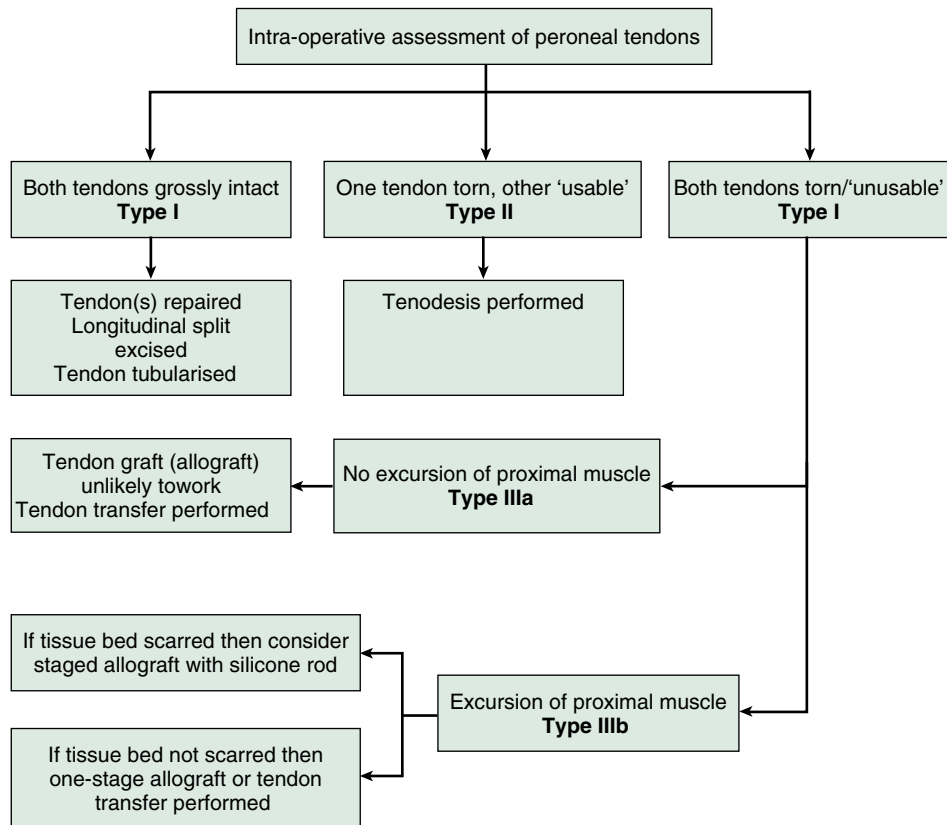 Intra-operative assessment of peroneal tendons
Both tendons grossly intact
Type I
One tendon torn, other ‘usable’
Type II
Both tendons torn/‘unusable’
Type I
Tendon(s) repaired
Longitudinal split
excised
Tendon tubularised
Tenodesis performed
Tendon graft (allograft)
unlikely towork
Tendon transfer performed
No excursion of proximal muscle
Type IIIa
If tissue bed scarred then consider
staged allograft with silicone rod
Excursion of proximal muscle
Type IIIb
If tissue bed not scarred then
one-stage allograft or tendon
transfer performed